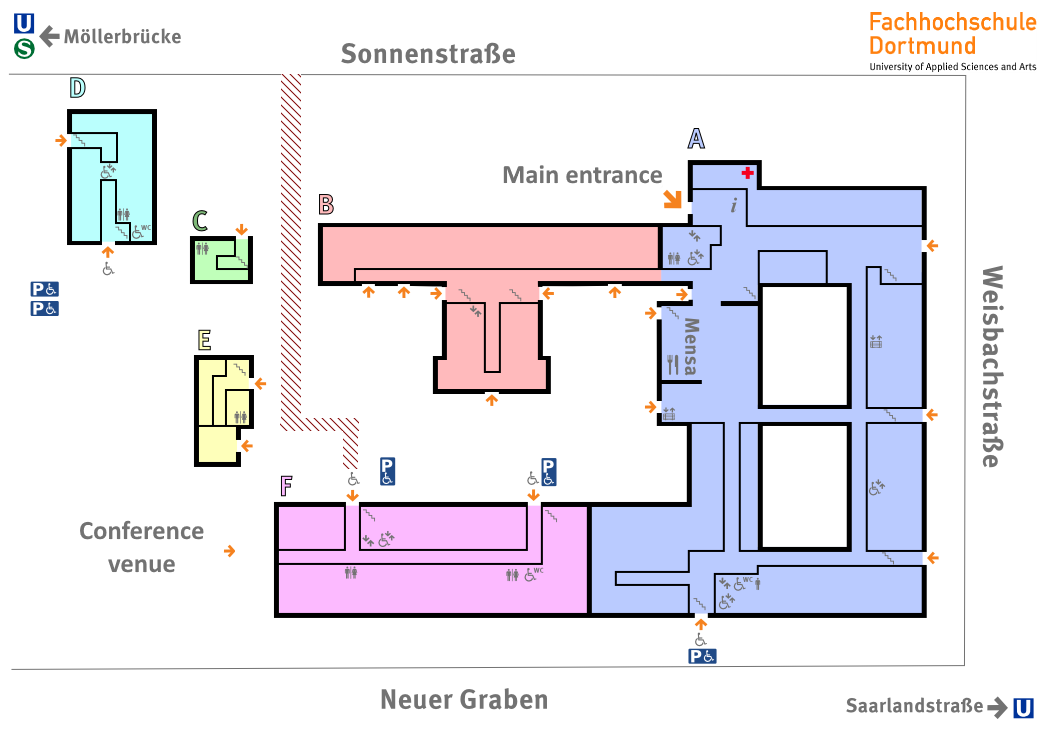 U
S
Möllerbrücke
Sonnenstraße
Fachhochschule
Dortmund
University of Applied Sciences and Arts
D
A
Main entrance
B
i
C
WC
P
P
Weisbachstraße
Mensa
E
P
P
F
Conference
venue
WC
WC
P
Neuer Graben
Saarlandstraße
U